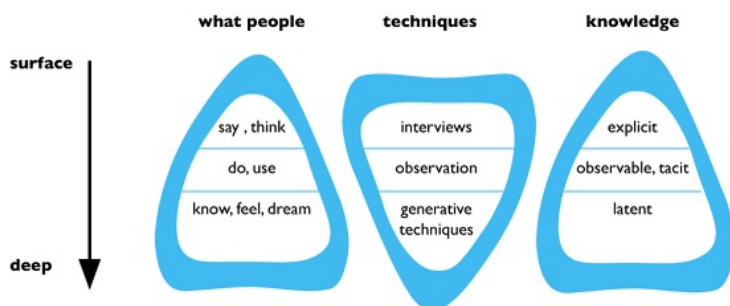 what people
techniques
knowledge
surface
say , think
interviews
explicit
do, use
observation
observable, tacit
know, feel, dream
generative
techniques
latent
deep